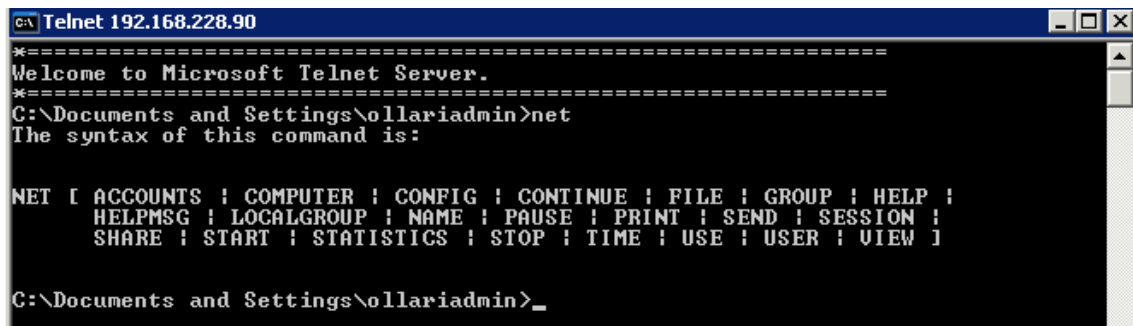 Telnet 192.168.228.90
*===============================================================
Welcome to Microsoft Telnet Server.
*===============================================================
C:\Documents and Settings\ollariadmin>net
The syntax of this command is:
NET [ ACCOUNTS ¦ COMPUTER ¦ CONFIG ¦ CONTINUE ¦ FILE ¦ GROUP ¦ HELP ¦
HELPMSG ¦ LOCALGROUP ¦ NAME ¦ PAUSE ¦ PRINT ¦ SEND ¦ SESSION ¦
SHARE ¦ START ¦ STATISTICS ¦ STOP ¦ TIME ¦ USE ¦ USER ¦ VIEW ]
C:\Documents and Settings\ollariadmin>_